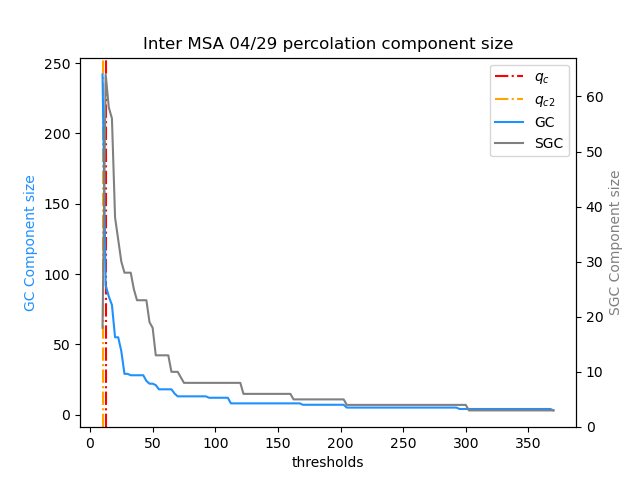 Inter MSA 04/29 percolation component size
250
200
150
100
50
0
GC Component size
60
50
40
30
20
10
0
SGC Component size
q_c
q_c2
GC
SGC
0 50 100 150 200 250 300 350
thresholds